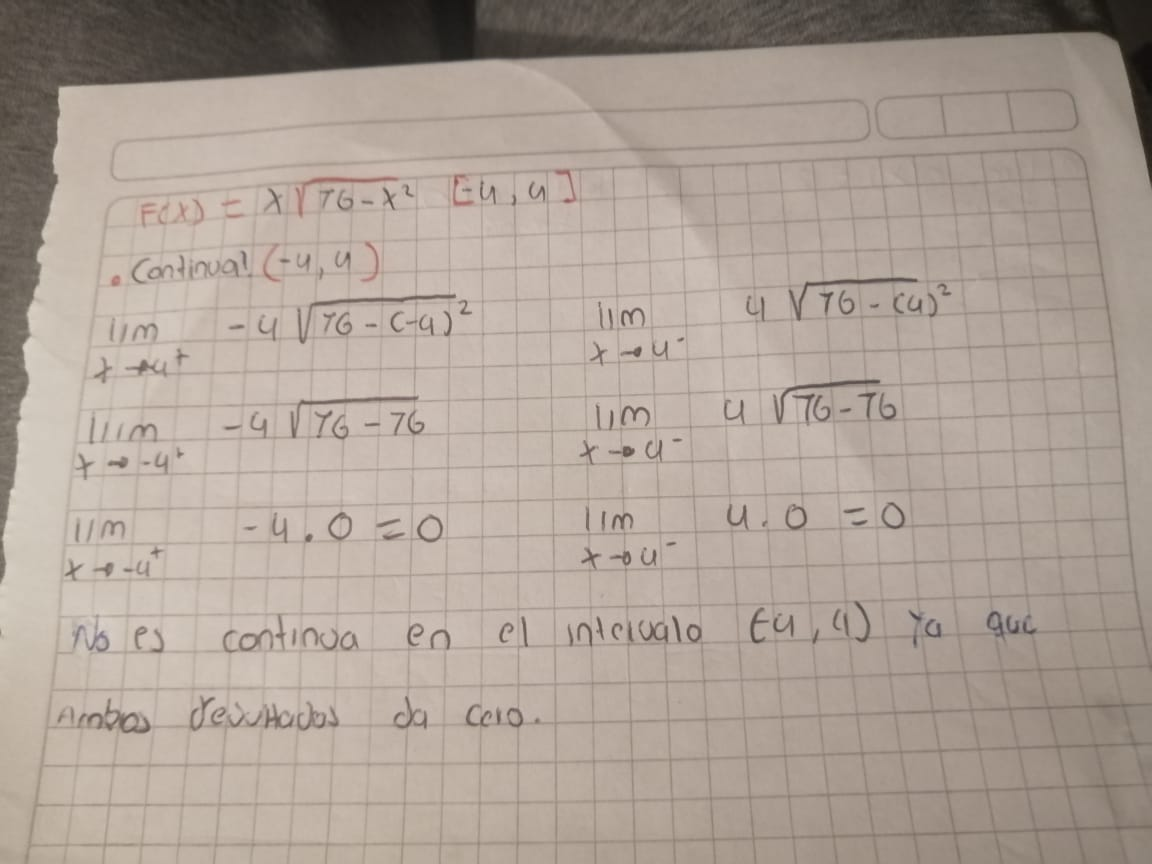 F(x) = x√16-x² [-4, 4]
• Continua! (-4, 4)
lim x→4⁺ -4√16-(-4)² lim x→4⁻ 4√16-(4)²
lim x→-4⁺ -4√16-16 lim x→4⁻ 4√16-16
lim x→-4⁺ -4.0 = 0 lim x→4⁻ 4.0 = 0
No es continua en el intervalo (-4, 4) ya que
Ambos resultados da cero.